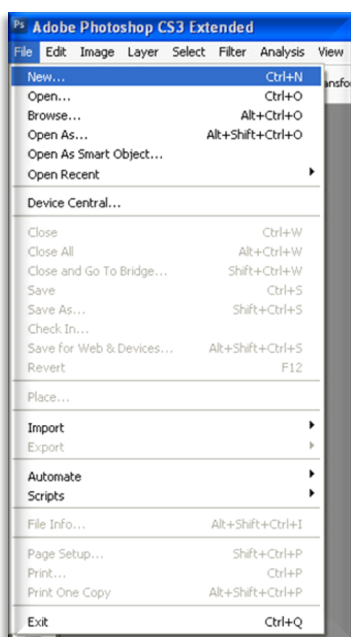 Ps Adobe Photoshop CS3 Extended
File Edit Image Layer Select Filter Analysis View
New... Ctrl+N
Open... Ctrl+O
Browse... Alt+Ctrl+O
Open As... Alt+Shift+Ctrl+O
Open As Smart Object...
Open Recent
Device Central...
Close Ctrl+W
Close All Alt+Ctrl+W
Close and Go To Bridge... Shift+Ctrl+W
Save Ctrl+S
Save As... Shift+Ctrl+S
Check In...
Save for Web & Devices... Alt+Shift+Ctrl+S
Revert F12
Place...
Import
Export
Automate
Scripts
File Info... Alt+Shift+Ctrl+I
Page Setup... Shift+Ctrl+P
Print... Ctrl+P
Print One Copy Alt+Shift+Ctrl+P
Exit Ctrl+Q